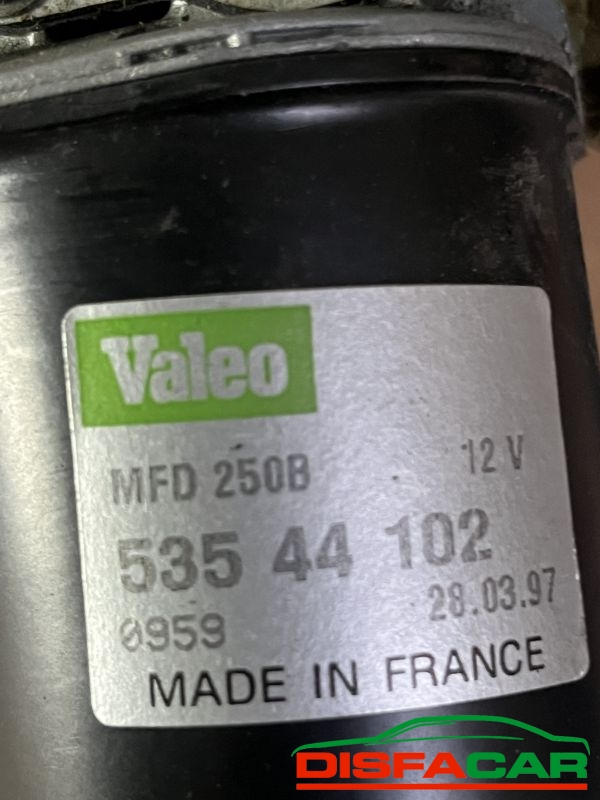 Valeo
MFD 250B 12 V
535 44 102
0959 28.03.97
MADE IN FRANCE
DISFACAR